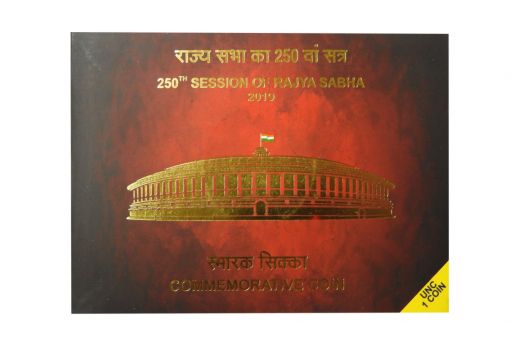 राज्य सभा का 250 वां सत्र
250TH SESSION OF RAJYA SABHA
2019
स्मारक सिक्का
COMMEMORATIVE COIN
UNC
1 COIN